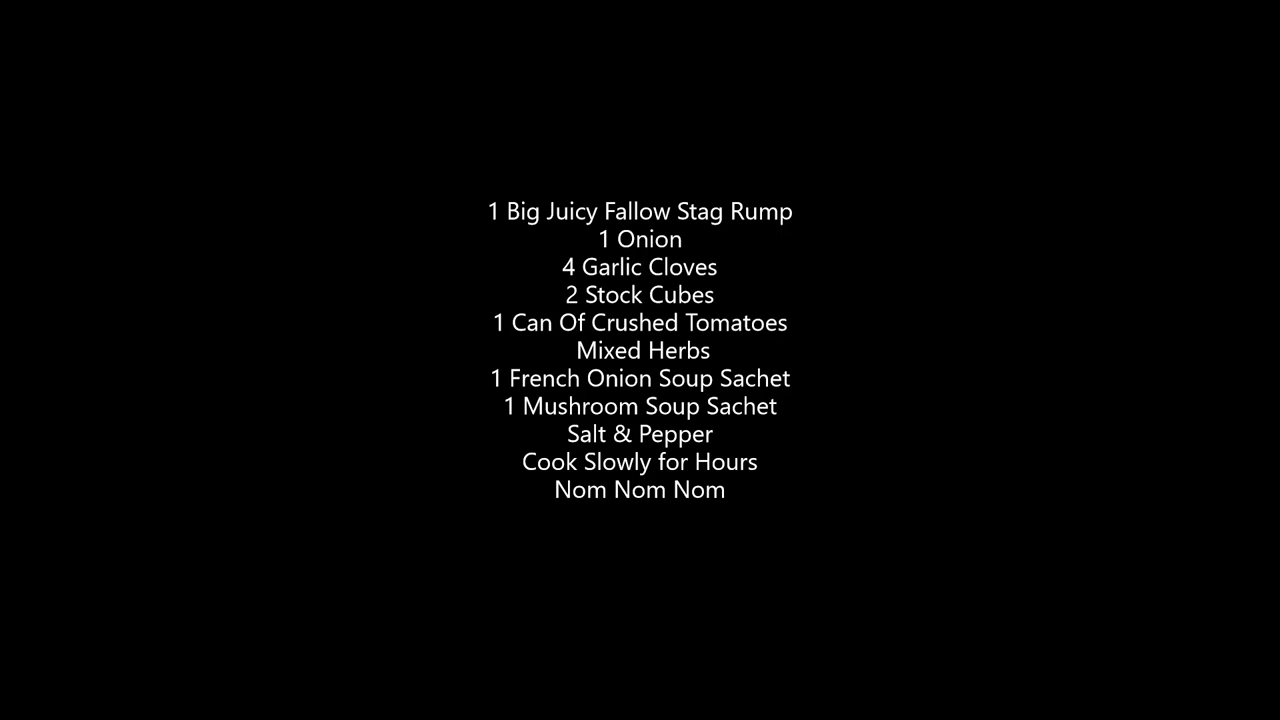 1 Big Juicy Fallow Stag Rump
1 Onion
4 Garlic Cloves
2 Stock Cubes
1 Can Of Crushed Tomatoes
Mixed Herbs
1 French Onion Soup Sachet
1 Mushroom Soup Sachet
Salt & Pepper
Cook Slowly for Hours
Nom Nom Nom